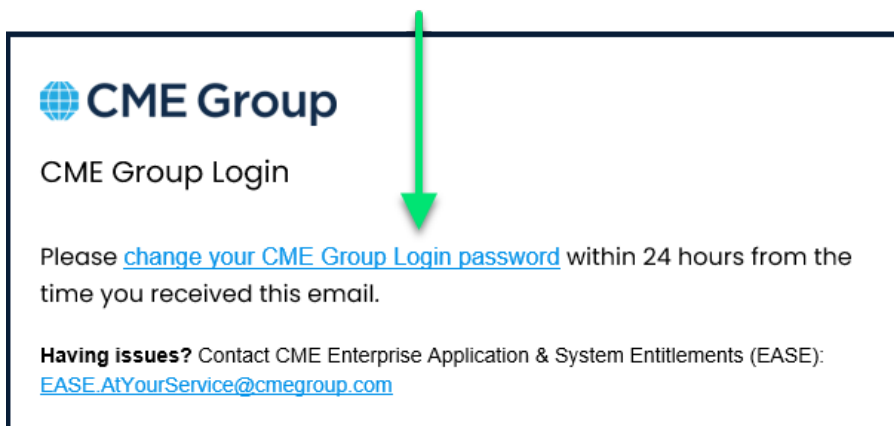 CME Group
CME Group Login
Please change your CME Group Login password within 24 hours from the
time you received this email.
Having issues? Contact CME Enterprise Application & System Entitlements (EASE):
EASE.AtYourService@cmegroup.com